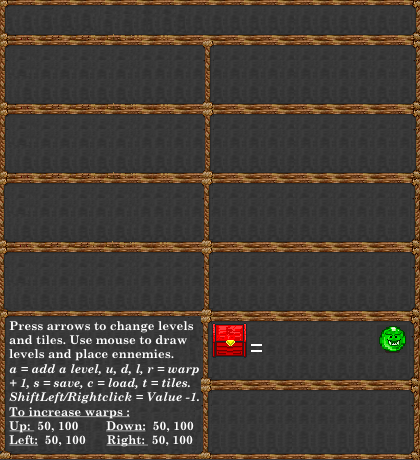 Press arrows to change levels
and tiles. Use mouse to draw
levels and place ennemies.
a = add a level, u, d, l, r = warp
+ 1, s = save, c = load, t = tiles.
ShiftLeft/Rightclick = Value -1.
To increase warps :
Up: 50, 100 Down: 50, 100
Left: 50, 100 Right: 50, 100
=